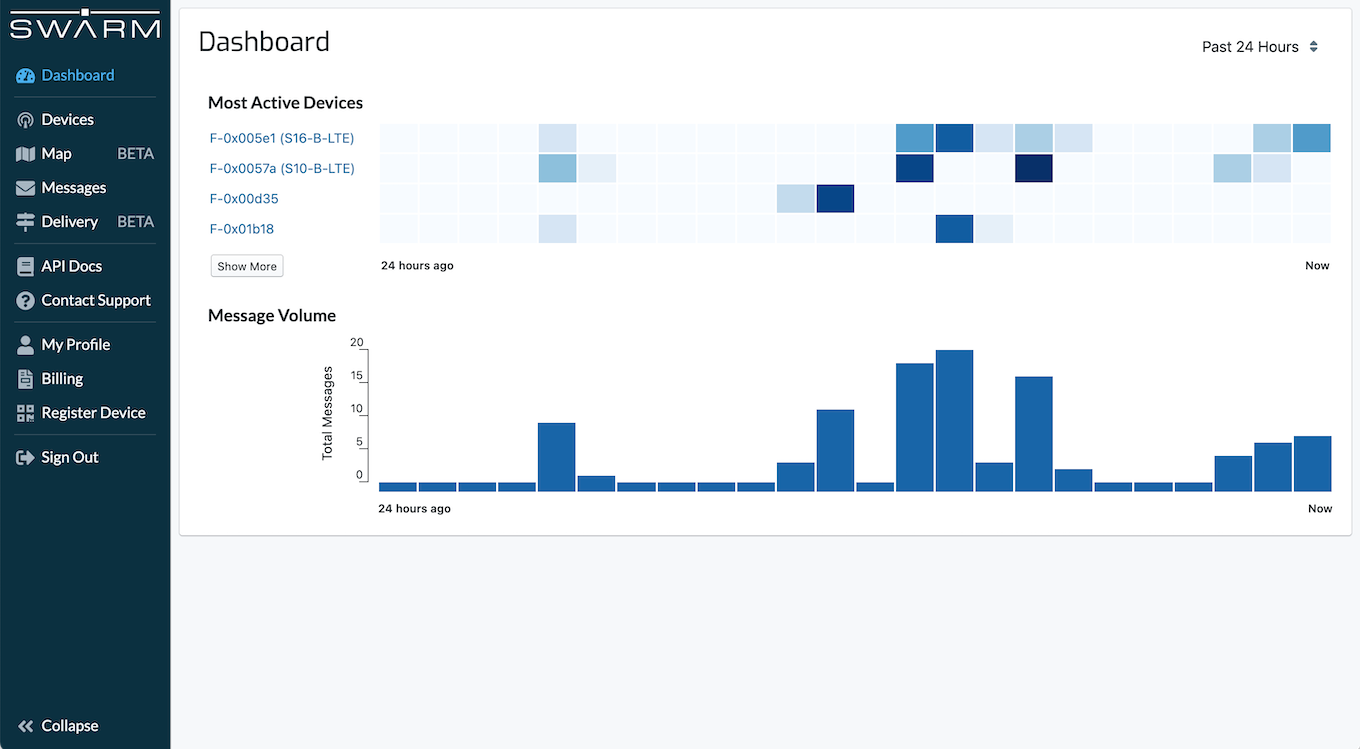 SWARM
Dashboard
Devices
Map BETA
Messages
Delivery BETA
API Docs
Contact Support
My Profile
Billing
Register Device
Sign Out
Collapse
Dashboard
Past 24 Hours
Most Active Devices
F-0x005e1 (S16-B-LTE)
F-0x0057a (S10-B-LTE)
F-0x00d35
F-0x01b18
Show More
24 hours ago Now
Message Volume
Total Messages
20
15
10
5
0
24 hours ago Now